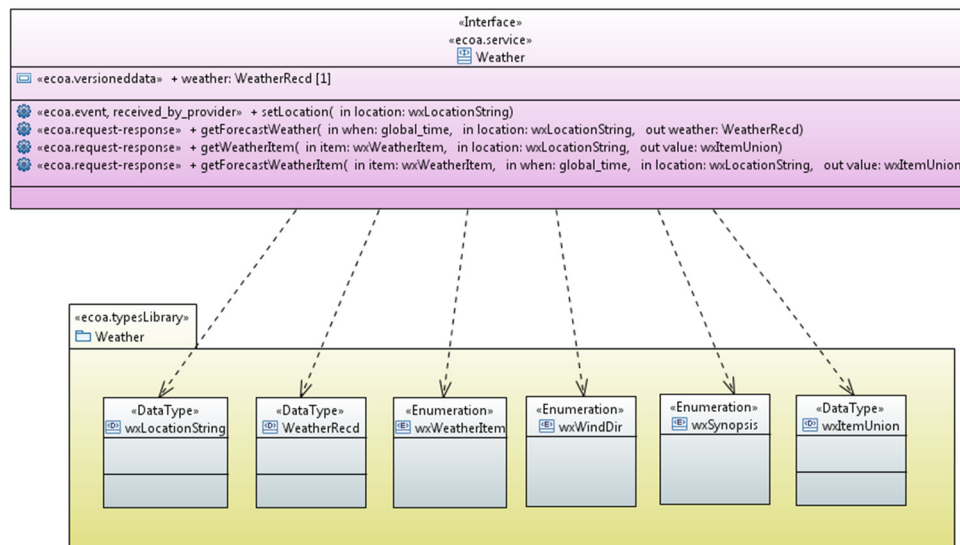 «Interface»
«ecoa.service»
Weather
«ecoa.versioneddata» + weather: WeatherRecd [1]
«ecoa.event, received_by_provider» + setLocation( in location: wxLocationString)
«ecoa.request-response» + getForecastWeather( in when: global_time, in location: wxLocationString, out weather: WeatherRecd)
«ecoa.request-response» + getWeatherItem( in item: wxWeatherItem, in location: wxLocationString, out value: wxItemUnion)
«ecoa.request-response» + getForecastWeatherItem( in item: wxWeatherItem, in when: global_time, in location: wxLocationString, out value: wxItemUnion
«ecoa.typesLibrary»
Weather
«DataType»
wxLocationString
«DataType»
WeatherRecd
«Enumeration»
wxWeatherItem
«Enumeration»
wxWindDir
«Enumeration»
wxSynopsis
«DataType»
wxItemUnion